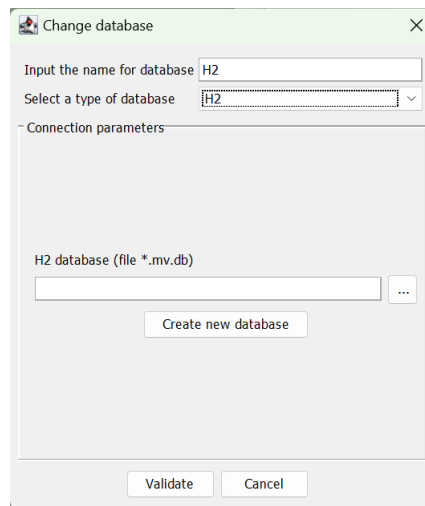 Change database
Input the name for database H2
Select a type of database H2
Connection parameters
H2 database (file *.mv.db)
...
Create new database
Validate Cancel